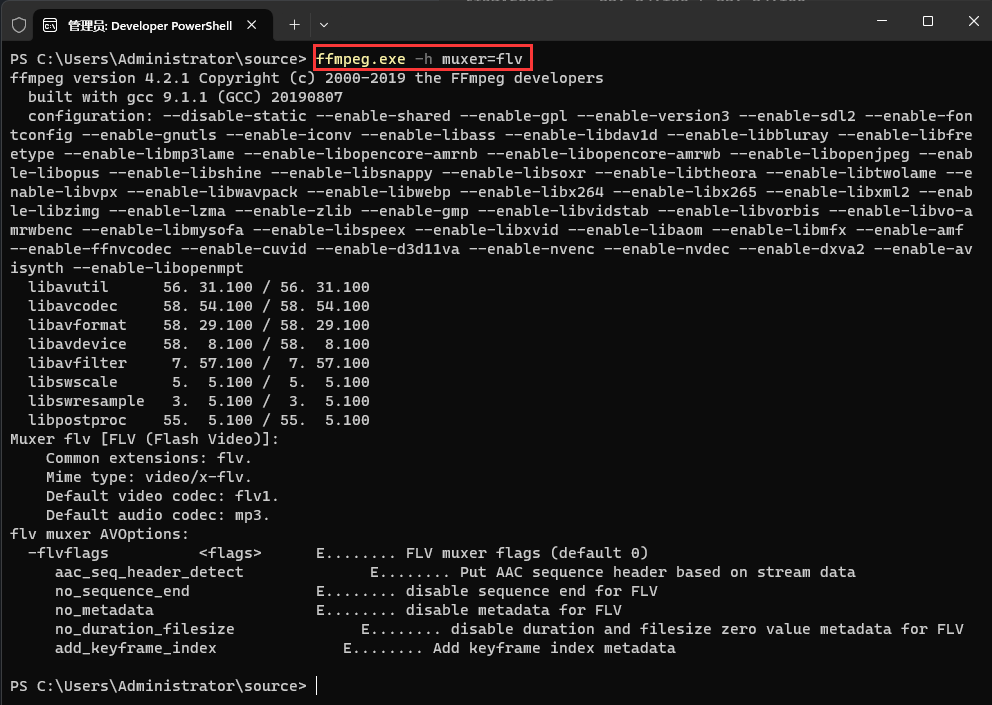 管理员: Developer PowerShell
PS C:\Users\Administrator\source> ffmpeg.exe -h muxer=flv
ffmpeg version 4.2.1 Copyright (c) 2000-2019 the FFmpeg developers
  built with gcc 9.1.1 (GCC) 20190807
  configuration: --disable-static --enable-shared --enable-gpl --enable-version3 --enable-sdl2 --enable-fon
tconfig --enable-gnutls --enable-iconv --enable-libass --enable-libdav1d --enable-libbluray --enable-libfre
etype --enable-libmp3lame --enable-libopencore-amrnb --enable-libopencore-amrwb --enable-libopenjpeg --enab
le-libopus --enable-libshine --enable-libsnappy --enable-libsoxr --enable-libtheora --enable-libtwolame --e
nable-libvpx --enable-libwavpack --enable-libwebp --enable-libx264 --enable-libx265 --enable-libxml2 --enab
le-libzimg --enable-lzma --enable-zlib --enable-gmp --enable-libvidstab --enable-libvorbis --enable-libvo-a
mrwbenc --enable-libmysofa --enable-libspeex --enable-libxvid --enable-libaom --enable-libmfx --enable-amf
--enable-ffnvcodec --enable-cuvid --enable-d3d11va --enable-nvenc --enable-nvdec --enable-dxva2 --enable-av
isynth --enable-libopenmpt
  libavutil      56. 31.100 / 56. 31.100
  libavcodec     58. 54.100 / 58. 54.100
  libavformat    58. 29.100 / 58. 29.100
  libavdevice    58.  8.100 / 58.  8.100
  libavfilter     7. 57.100 /  7. 57.100
  libswscale      5.  5.100 /  5.  5.100
  libswresample   3.  5.100 /  3.  5.100
  libpostproc    55.  5.100 / 55.  5.100
Muxer flv [FLV (Flash Video)]:
    Common extensions: flv.
    Mime type: video/x-flv.
    Default video codec: flv1.
    Default audio codec: mp3.
flv muxer AVOptions:
  -flvflags          <flags>      E........ FLV muxer flags (default 0)
     aac_seq_header_detect              E........ Put AAC sequence header based on stream data
     no_sequence_end              E........ disable sequence end for FLV
     no_metadata                  E........ disable metadata for FLV
     no_duration_filesize              E........ disable duration and filesize zero value metadata for FLV
     add_keyframe_index              E........ Add keyframe index metadata
PS C:\Users\Administrator\source>